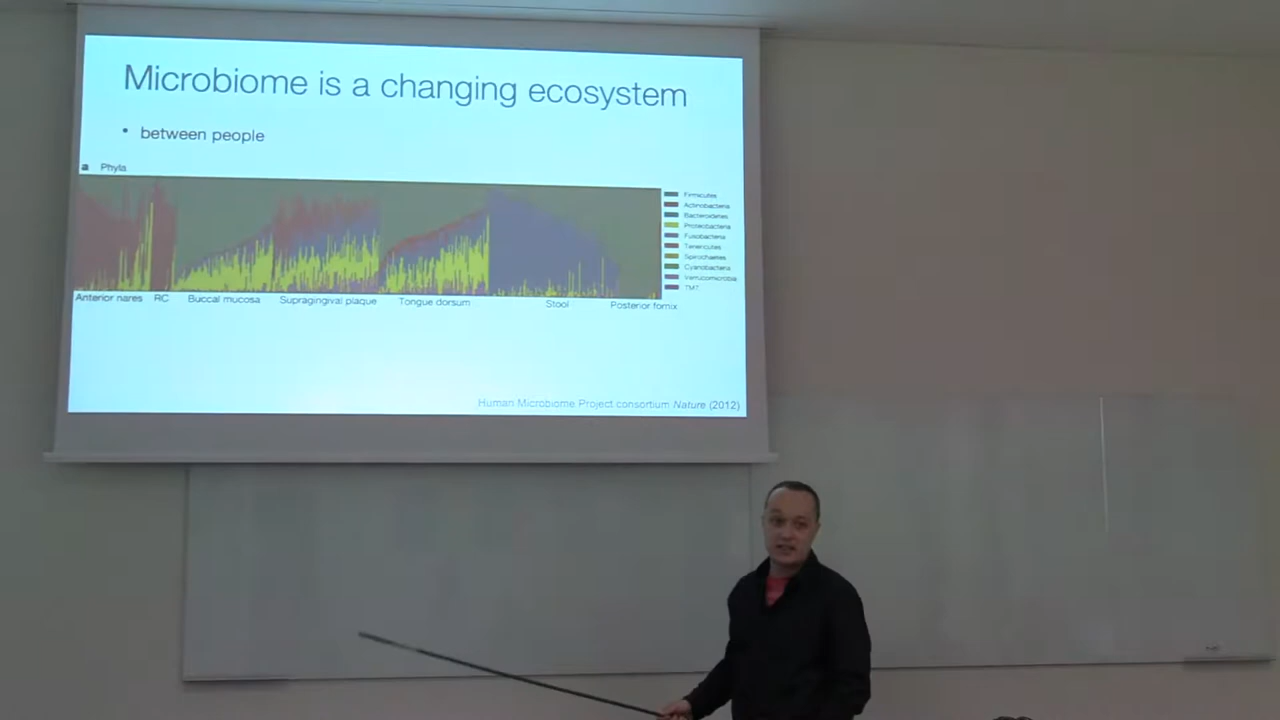 Microbiome is a changing ecosystem
• between people
a Phyla
Firmicutes
Actinobacteria
Bacteroidetes
Proteobacteria
Fusobacteria
Tenericutes
Spirochaetes
Cyanobacteria
Verrucomicrobia
TM7
Anterior nares RC Buccal mucosa Supragingival plaque Tongue dorsum Stool Posterior fornix
Human Microbiome Project consortium Nature (2012)